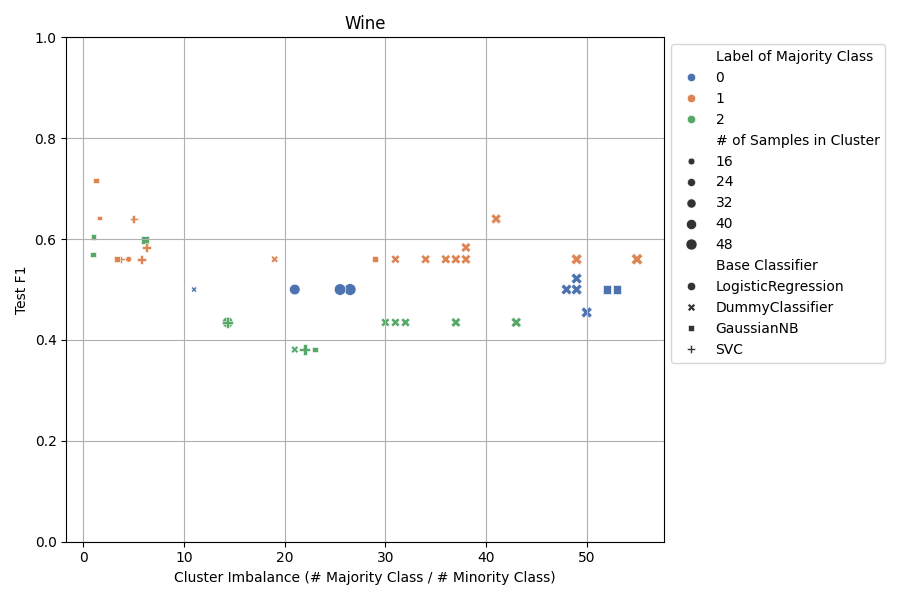 Wine
Test F1
1.0
0.8
0.6
0.4
0.2
0.0
0
10
20
30
40
50
Cluster Imbalance (# Majority Class / # Minority Class)
Label of Majority Class
0
1
2
# of Samples in Cluster
16
24
32
40
48
Base Classifier
LogisticRegression
DummyClassifier
GaussianNB
SVC